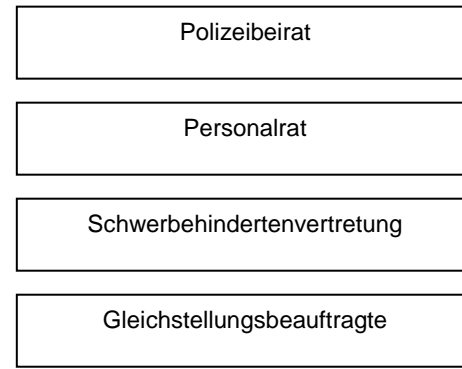 Polizeibeirat
Personalrat
Schwerbehindertenvertretung
Gleichstellungsbeauftragte